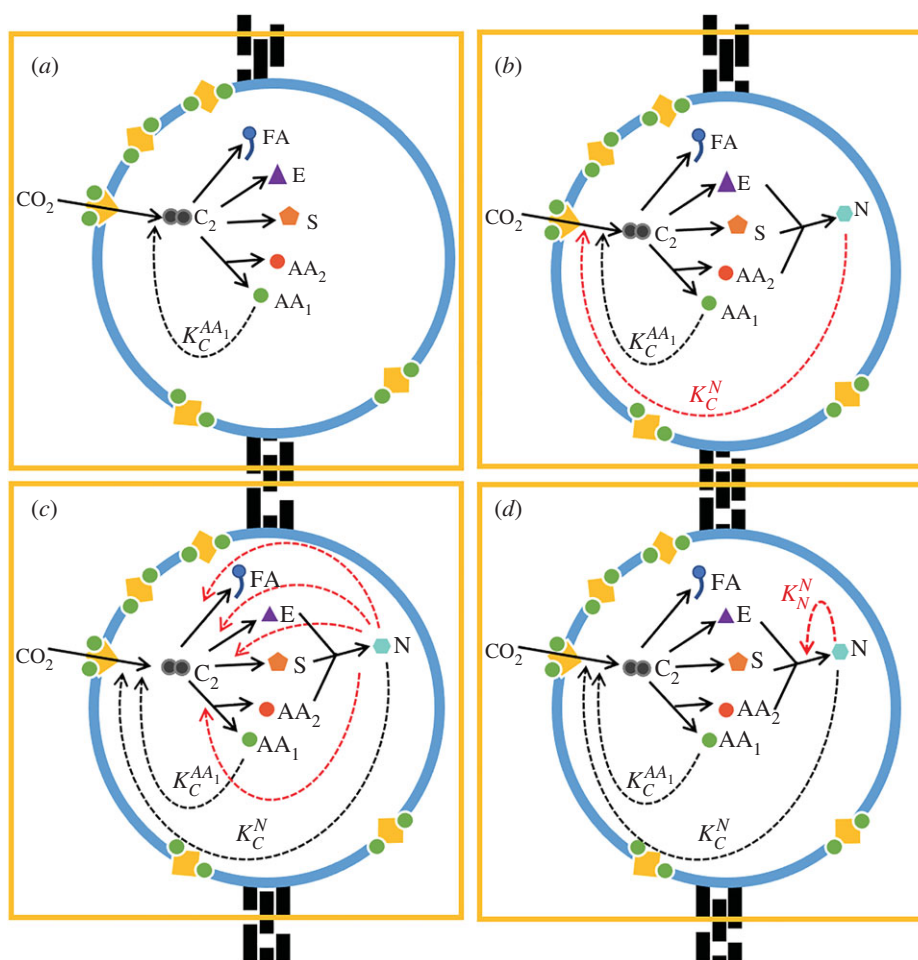 (a)
FA
E
CO₂
C₂
S
AA₂
AA₁
K_C^{AA₁}
(b)
FA
E
N
CO₂
C₂
S
AA₂
AA₁
K_C^{AA₁}
K_C^N
(c)
FA
E
N
CO₂
C₂
S
AA₂
AA₁
K_C^{AA₁}
K_C^N
(d)
FA
K_N^N
E
N
CO₂
C₂
S
AA₂
AA₁
K_C^{AA₁}
K_C^N